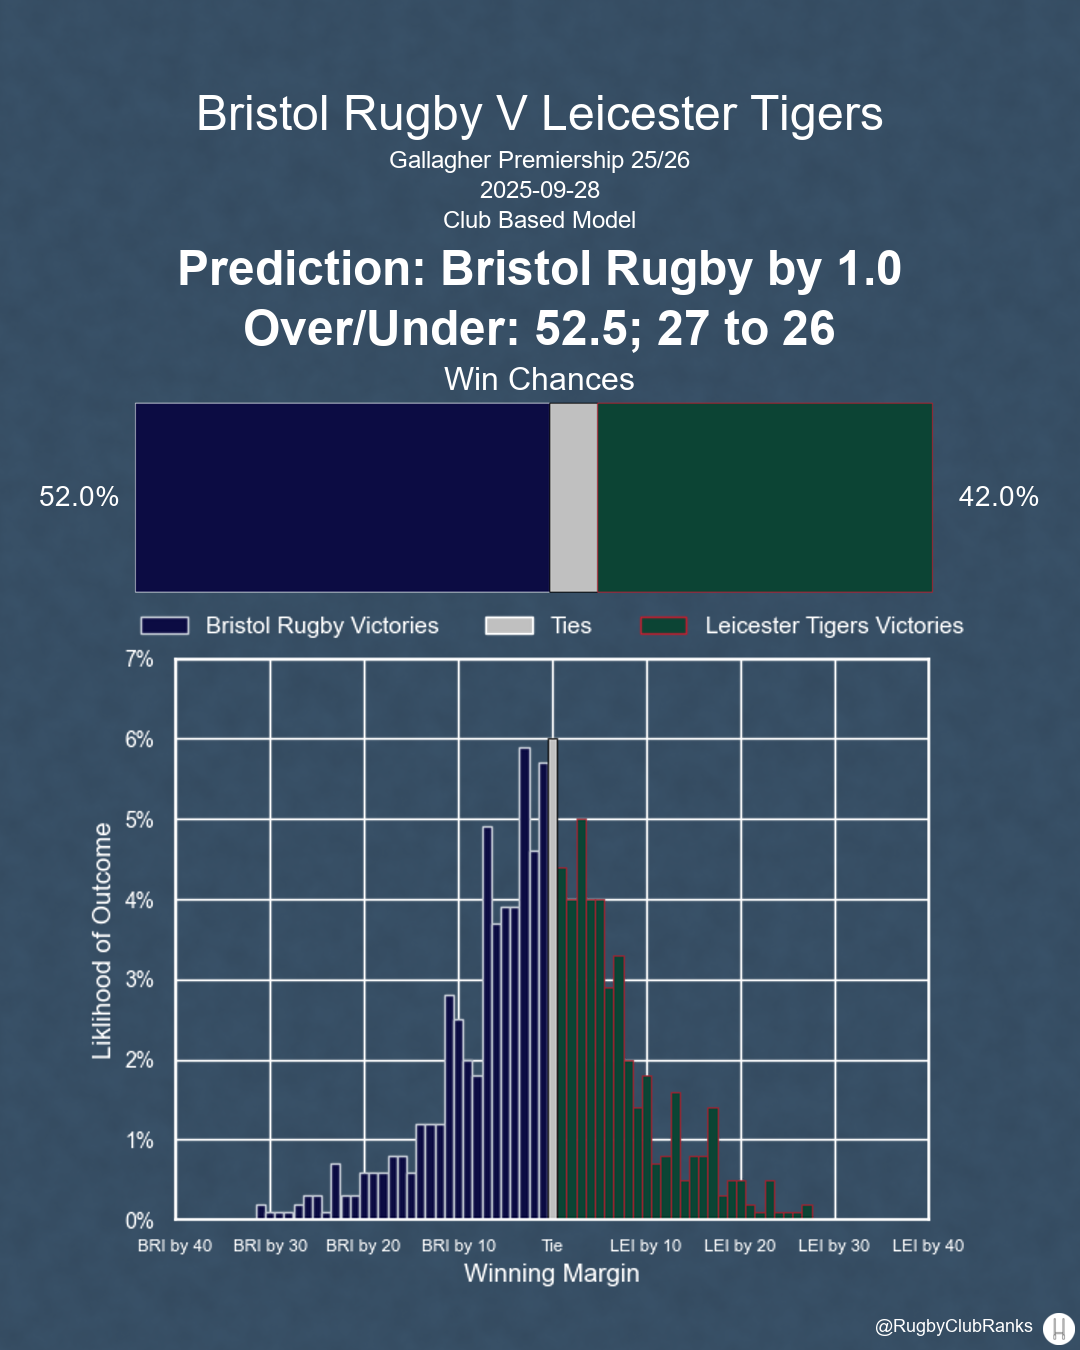 Bristol Rugby V Leicester Tigers
Gallagher Premiership 25/26
2025-09-28
Club Based Model
Prediction: Bristol Rugby by 1.0
Over/Under: 52.5; 27 to 26
Win Chances
52.0%
42.0%
Bristol Rugby Victories Ties Leicester Tigers Victories
7%
6%
5%
4%
3%
2%
1%
0%
Liklihood of Outcome
BRI by 40 BRI by 30 BRI by 20 BRI by 10 Tie LEI by 10 LEI by 20 LEI by 30 LEI by 40
Winning Margin
@RugbyClubRanks